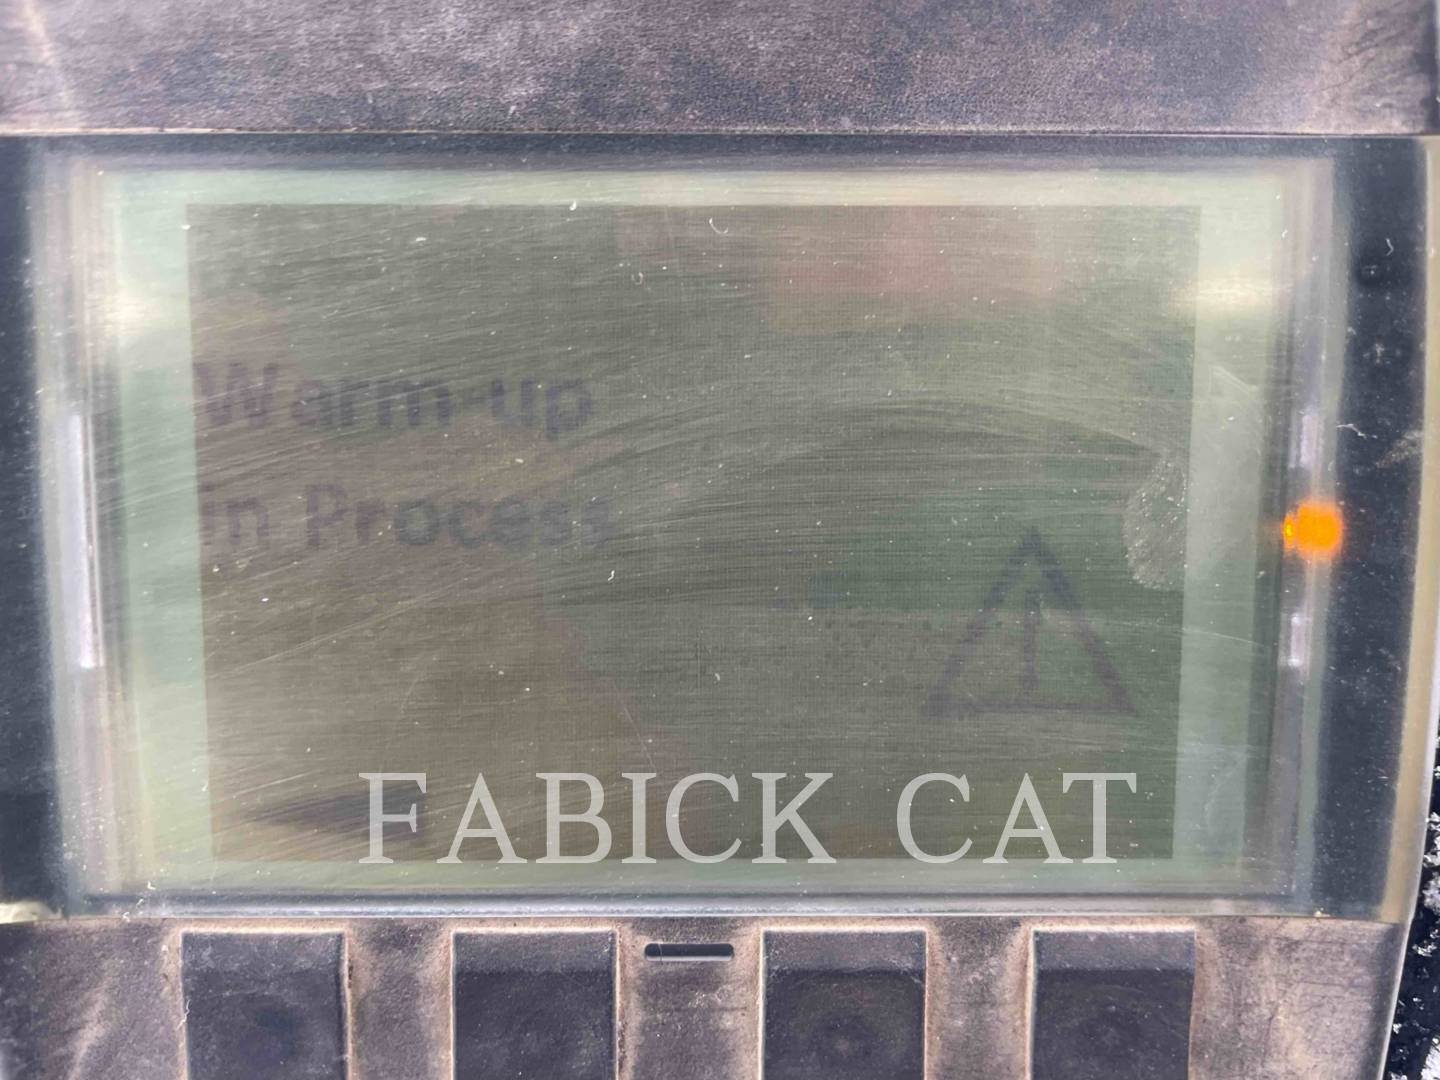 Warm-up
in Process
FABICK CAT